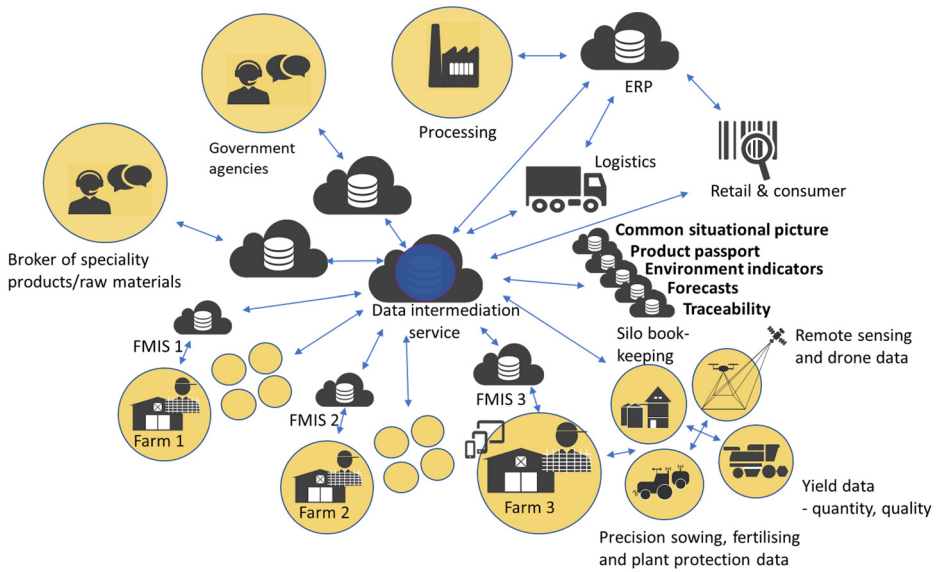 ERP
Processing
Government
agencies
Logistics
Retail & consumer
Broker of speciality
products/raw materials
Common situational picture
Product passport
Environment indicators
Forecasts
Traceability
Data intermediation
service
FMIS 1
Silo book-
keeping
Remote sensing
and drone data
FMIS 2
FMIS 3
Farm 1
Farm 2
Farm 3
Yield data
- quantity, quality
Precision sowing, fertilising
and plant protection data